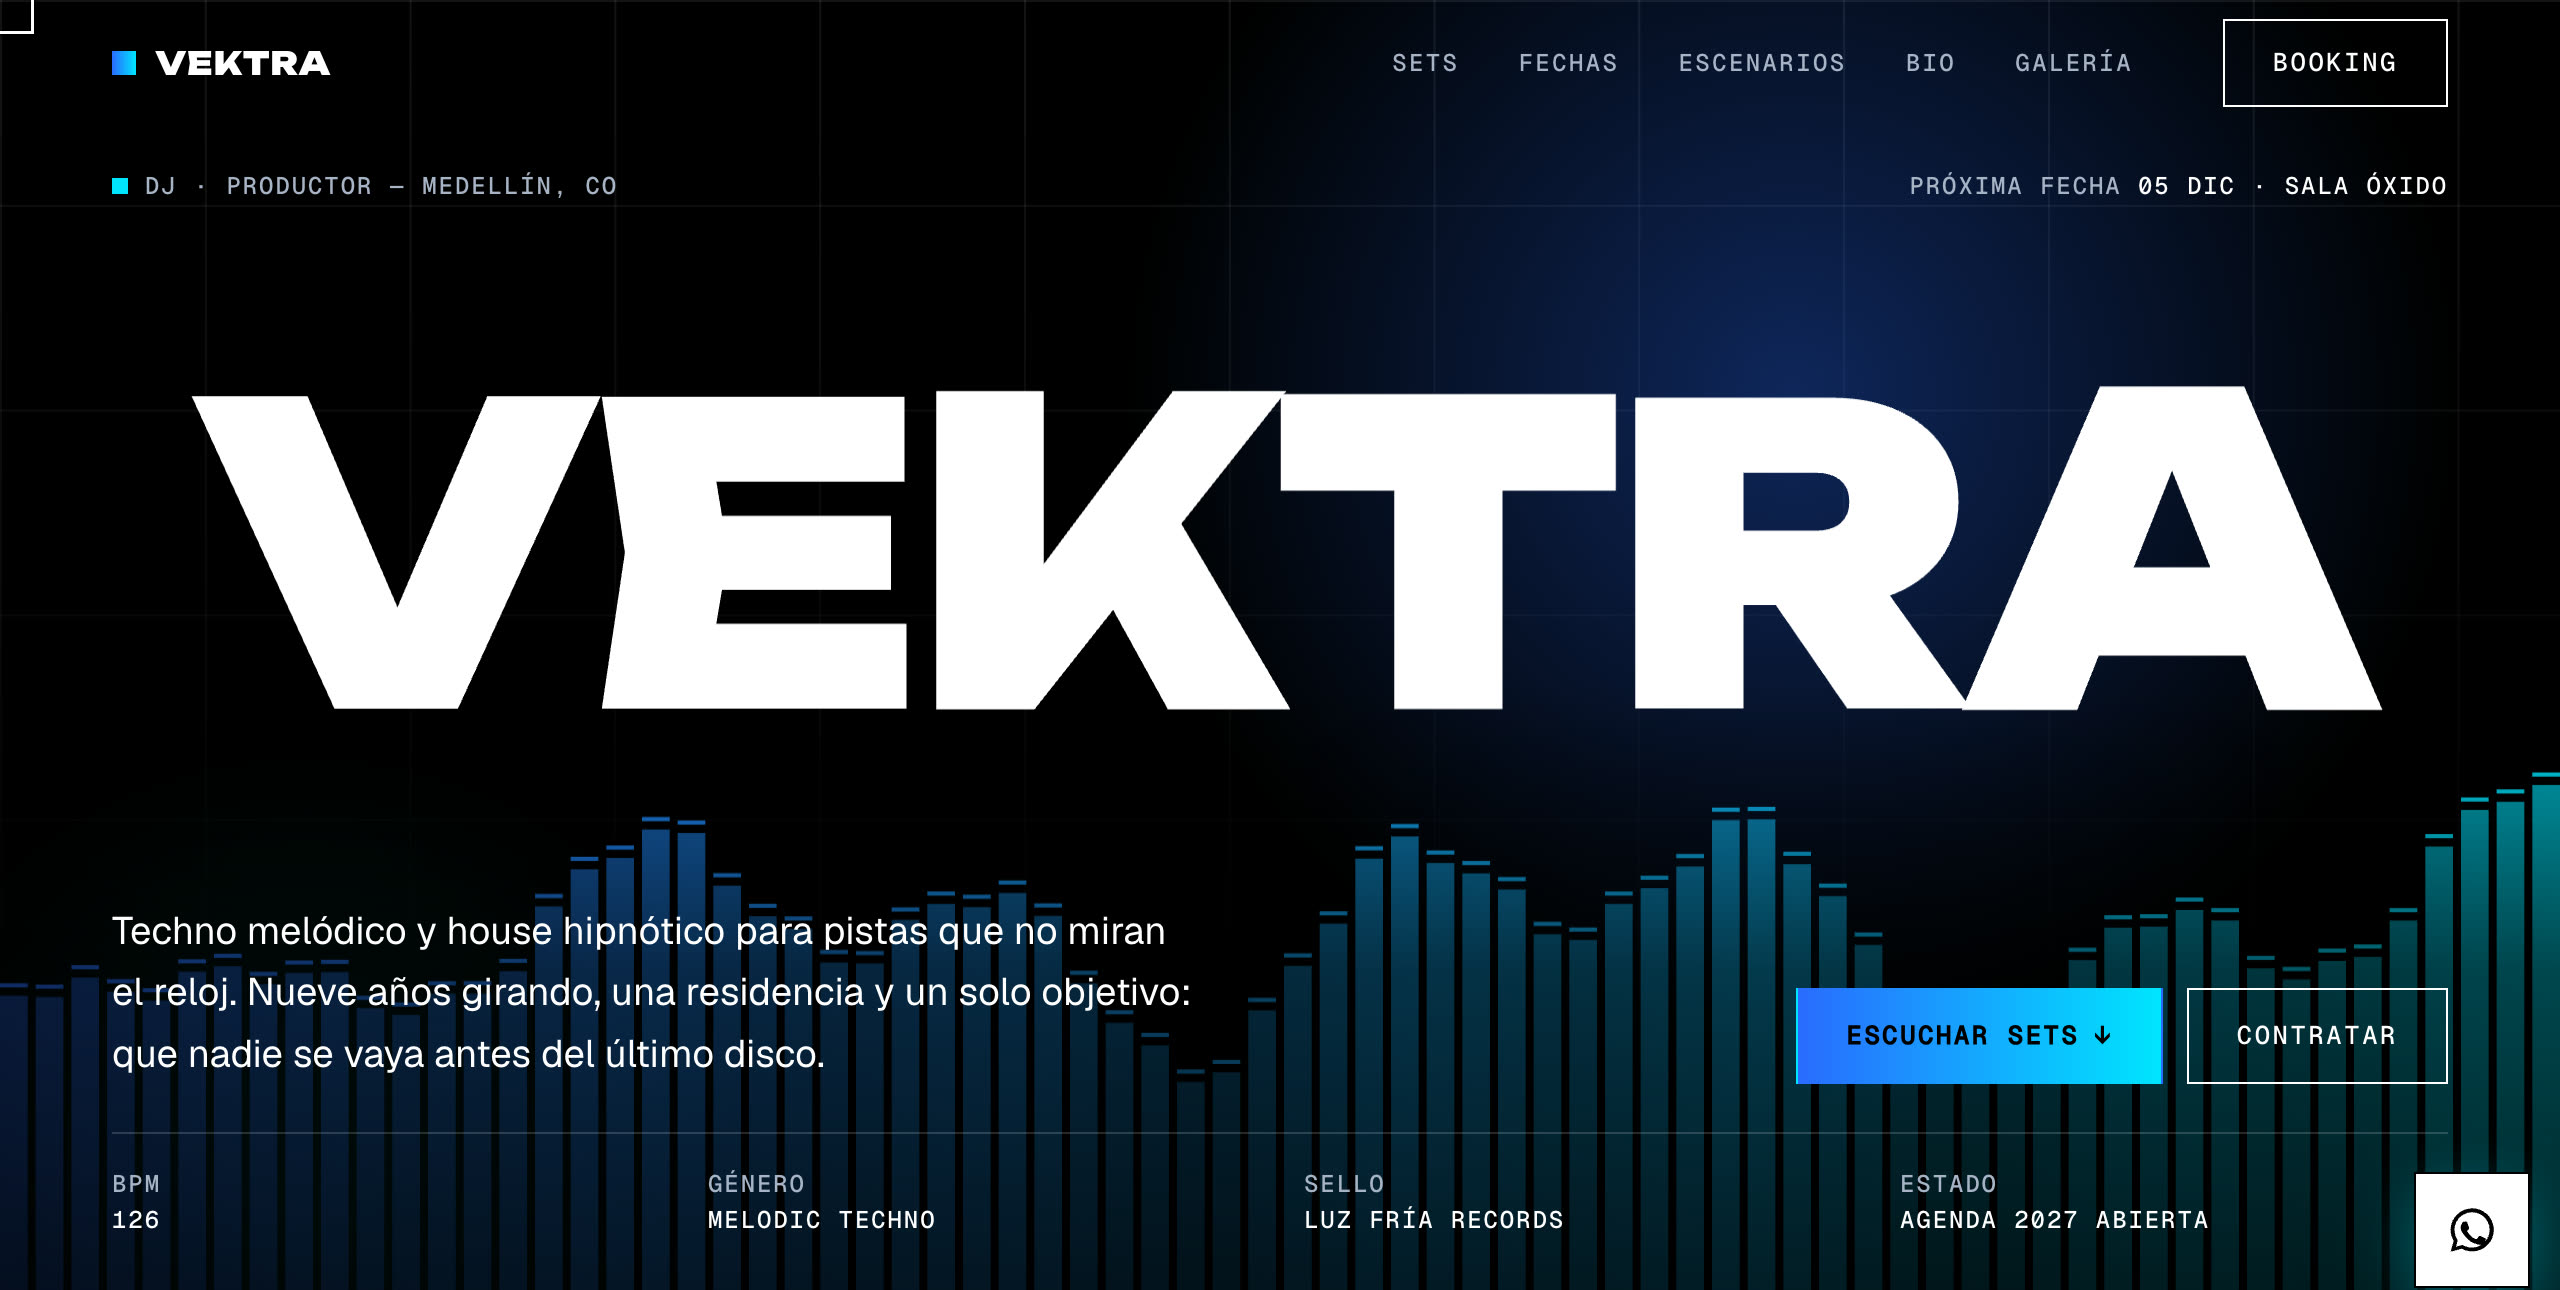 VEKTRA
SETS
FECHAS
ESCENARIOS
BIO
GALERÍA
BOOKING
DJ · PRODUCTOR — MEDELLÍN, CO
PRÓXIMA FECHA 05 DIC · SALA ÓXIDO
VEKTRA
Techno melódico y house hipnótico para pistas que no miran
el reloj. Nueve años girando, una residencia y un solo objetivo:
que nadie se vaya antes del último disco.
ESCUCHAR SETS ↓
CONTRATAR
BPM
126
GÉNERO
MELODIC TECHNO
SELLO
LUZ FRÍA RECORDS
ESTADO
AGENDA 2027 ABIERTA